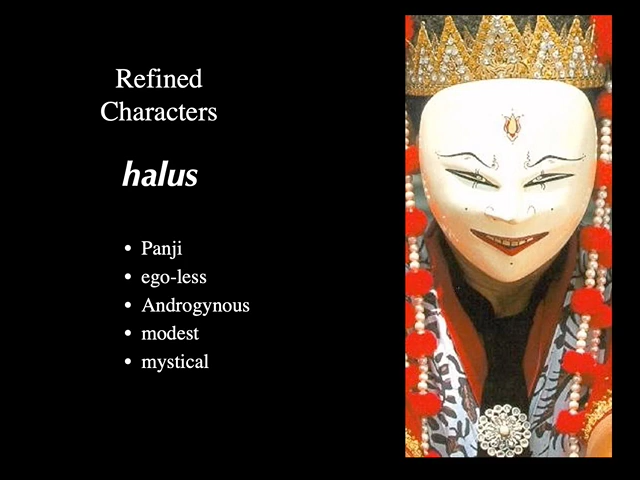 Refined
Characters
halus
• Panji
• ego-less
• Androgynous
• modest
• mystical